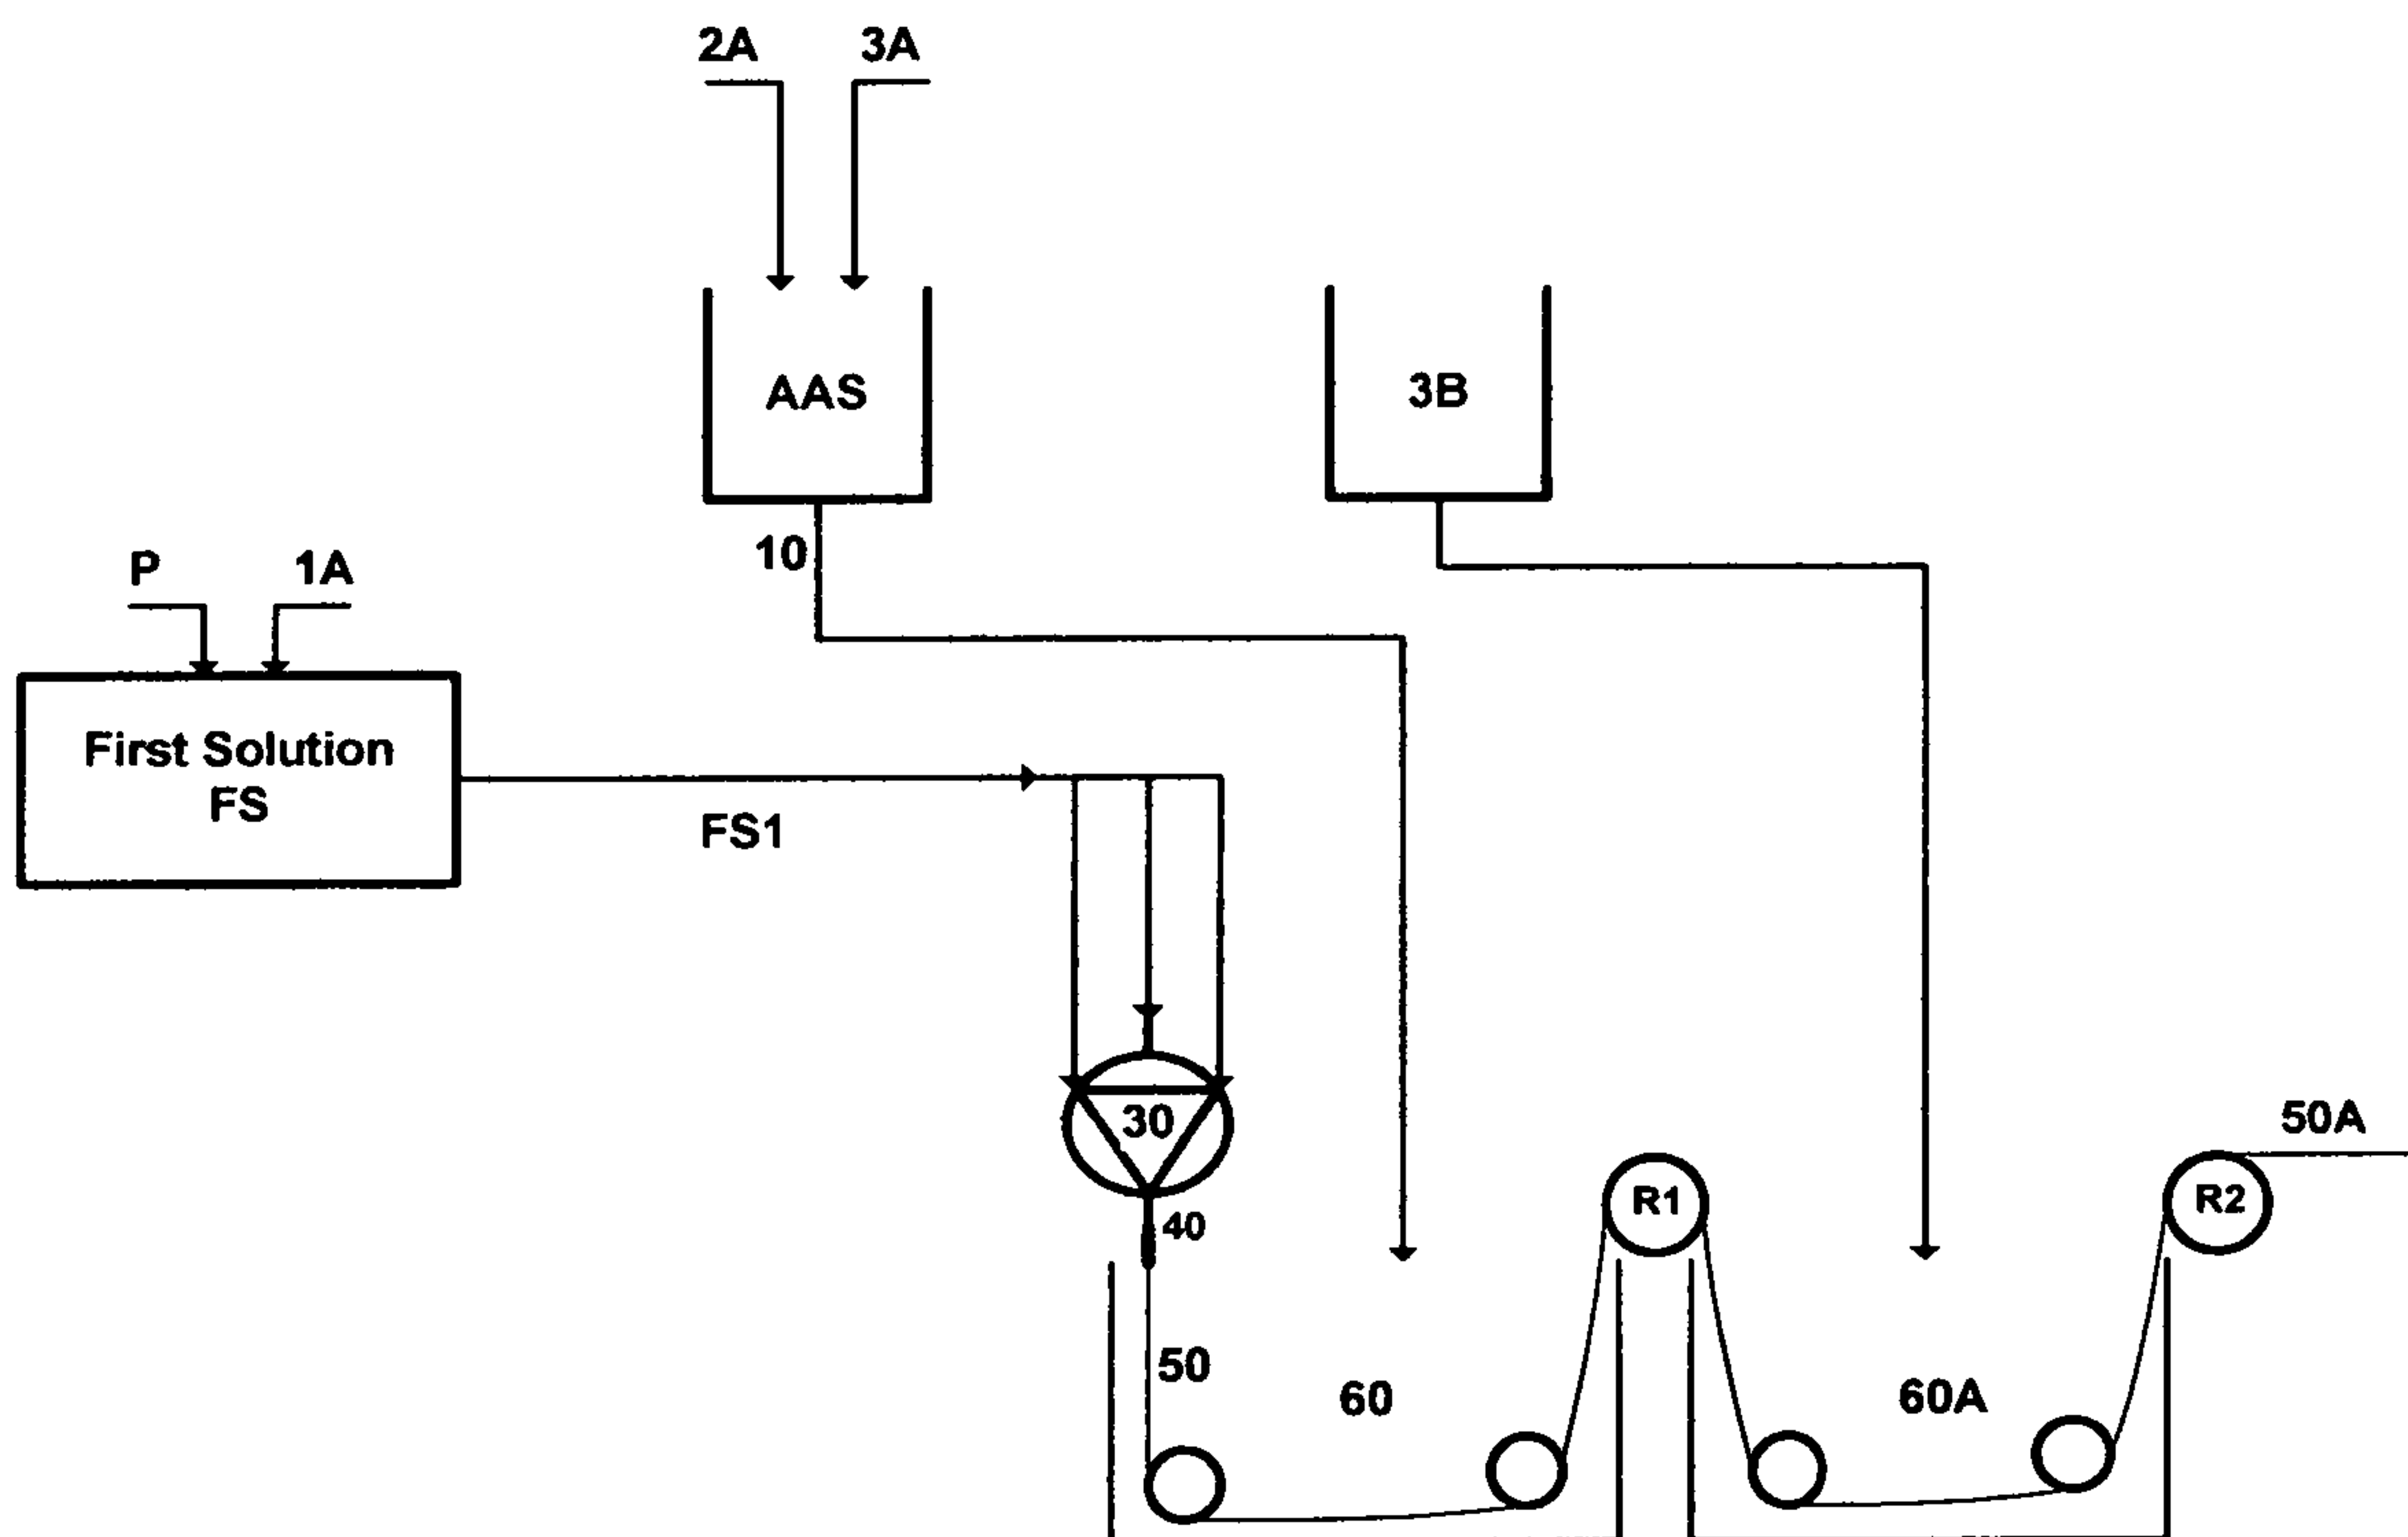 2A
3A
AAS
3B
10
P
1A
First Solution
FS
FS1
30
40
R1
R2
50A
50
60
60A